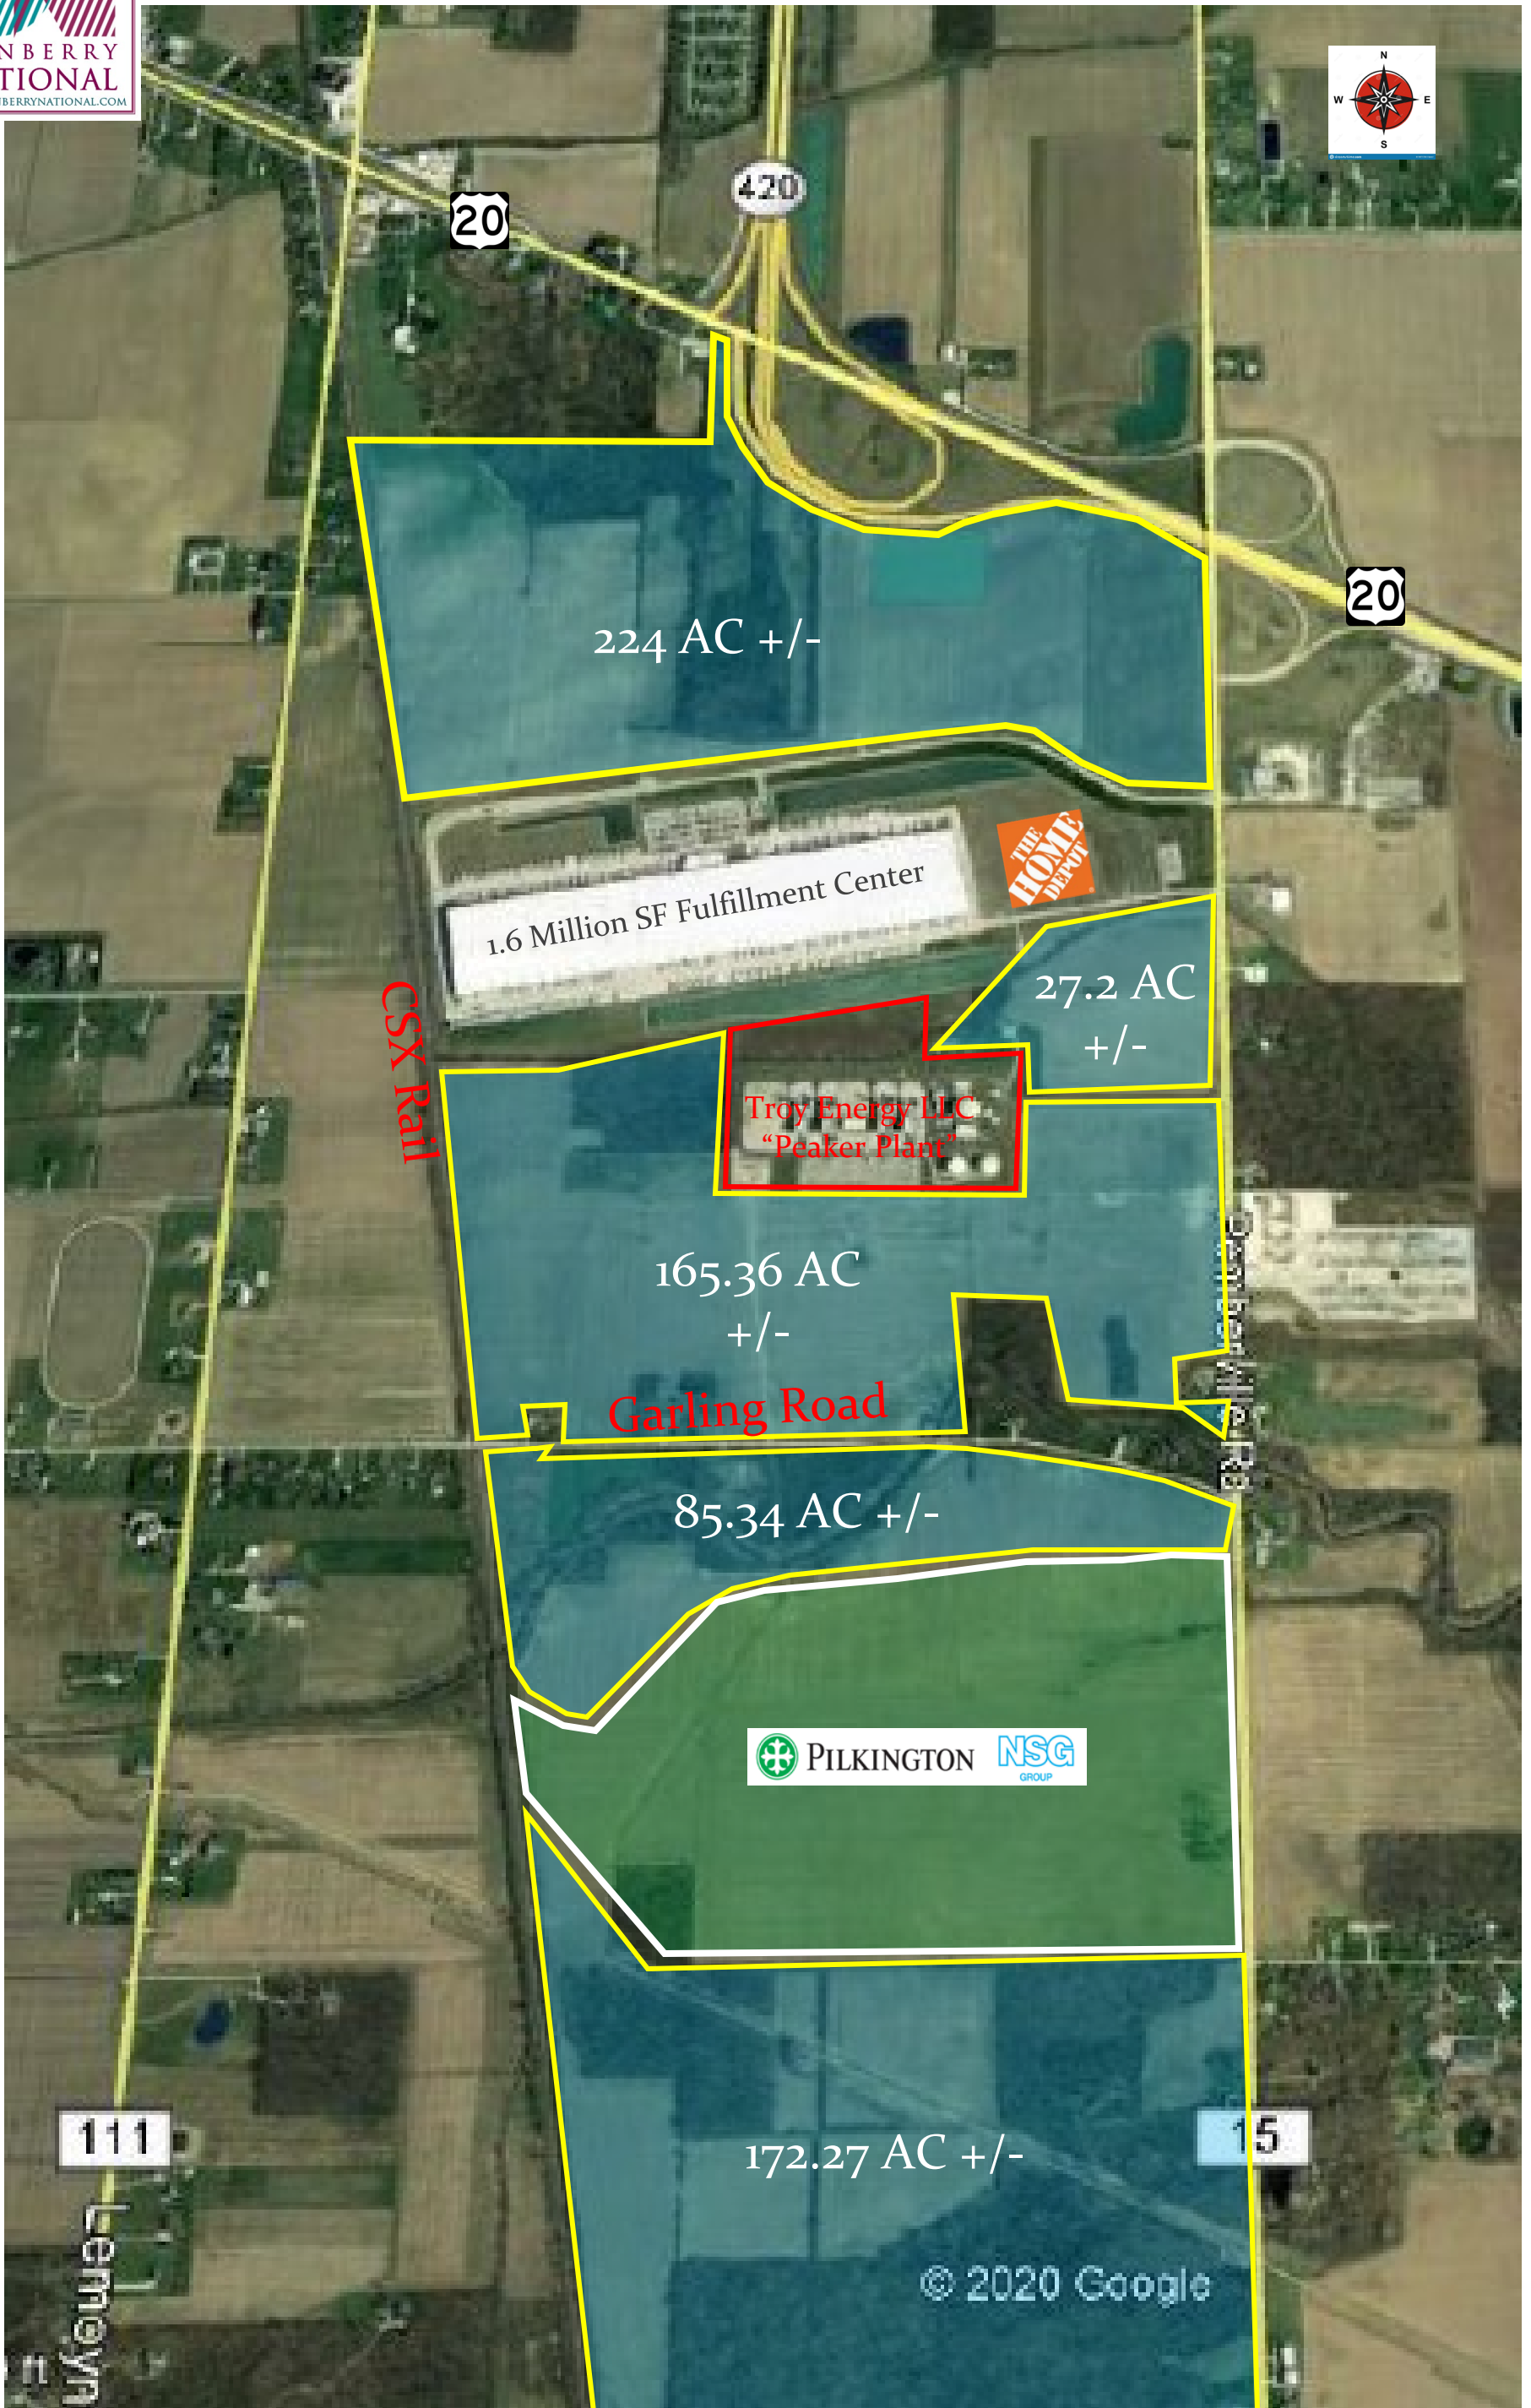 NBERRY
TIONAL
NBERRYNATIONAL.COM
N
W E
S
420
20
20
224 AC +/-
THE
HOME
DEPOT
1.6 Million SF Fulfillment Center
27.2 AC
+/-
CSX Rail
Troy Energy LLC
“Peaker Plant”
165.36 AC
+/-
Garling Road
85.34 AC +/-
PILKINGTON NSG
GROUP
172.27 AC +/-
111
15
Lemoyn
© 2020 Google